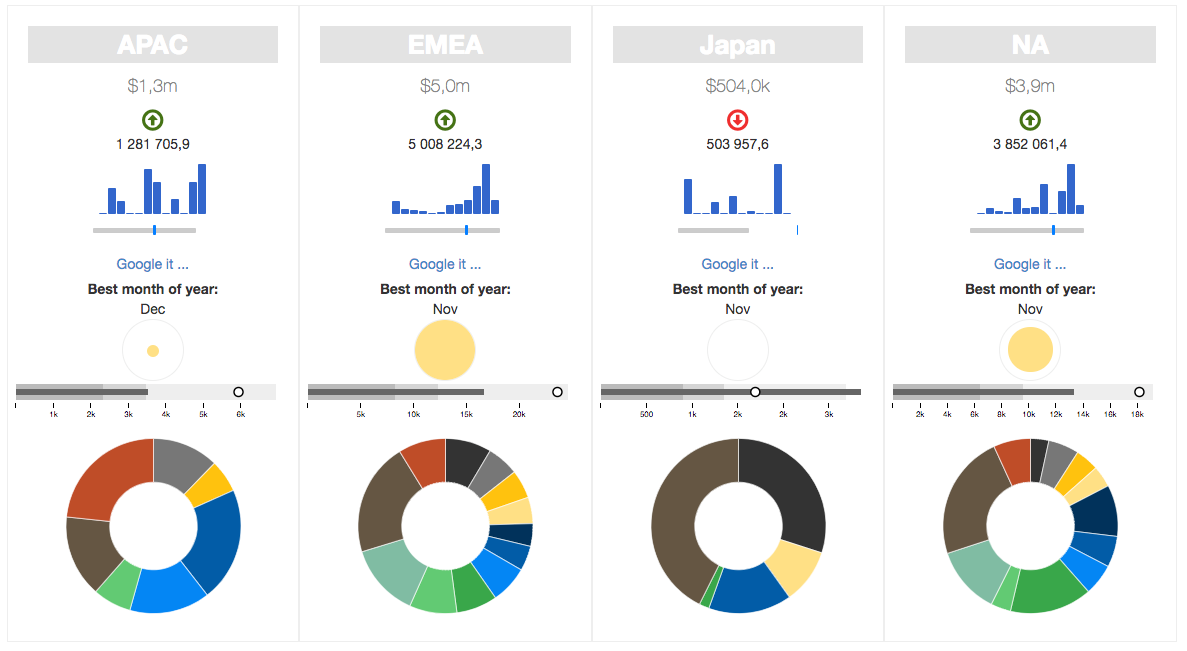 APAC
$1,3m
1 281 705,9
Google it ...
Best month of year:
Dec
1k 2k 3k 4k 5k 6k
EMEA
$5,0m
5 008 224,3
Google it ...
Best month of year:
Nov
5k 10k 15k 20k
Japan
$504,0k
503 957,6
Google it ...
Best month of year:
Nov
500 1k 2k 2k 3k
NA
$3,9m
3 852 061,4
Google it ...
Best month of year:
Nov
2k 4k 6k 8k 10k 12k 14k 16k 18k